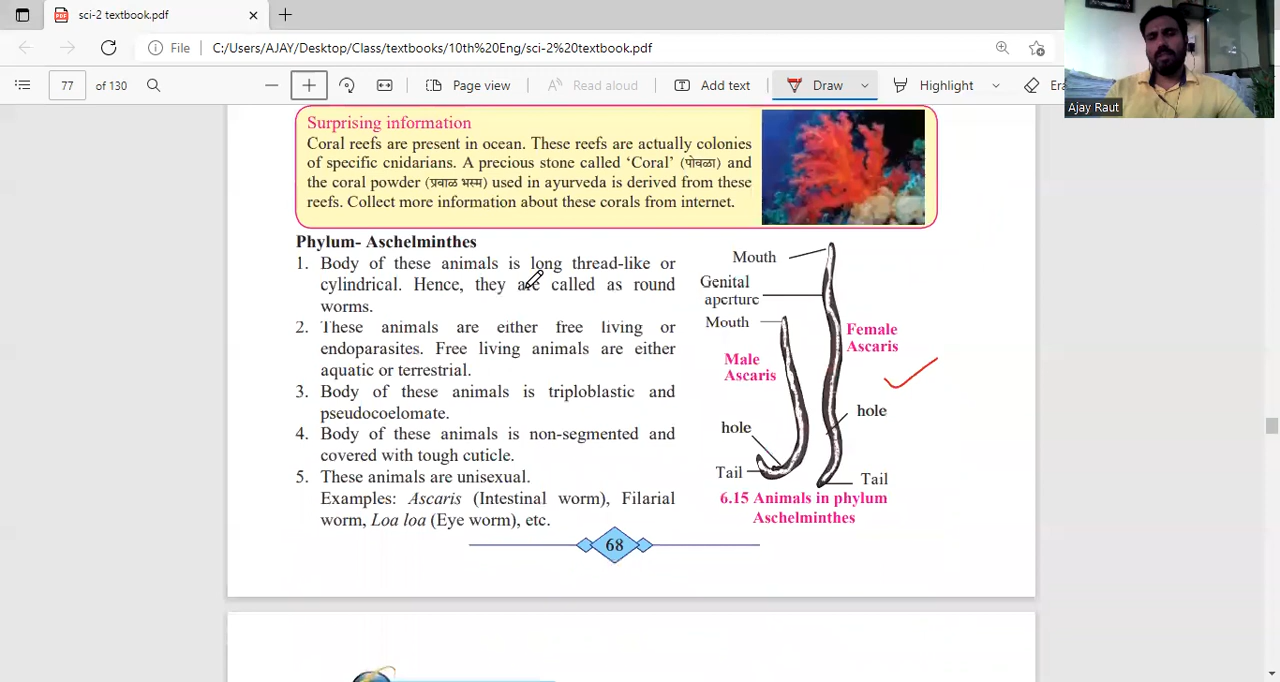 sci-2 textbook.pdf
File
C:/Users/AJAY/Desktop/Class/textbooks/10th%20Eng/sci-2%20textbook.pdf
77 of 130
Page view
Read aloud
Add text
Draw
Highlight
Ajay Raut
Surprising information
Coral reefs are present in ocean. These reefs are actually colonies
of specific cnidarians. A precious stone called ‘Coral’ (पोवळा) and
the coral powder (प्रवाळ भस्म) used in ayurveda is derived from these
reefs. Collect more information about these corals from internet.
Phylum- Aschelminthes
1. Body of these animals is long thread-like or
cylindrical. Hence, they are called as round
worms.
2. These animals are either free living or
endoparasites. Free living animals are either
aquatic or terrestrial.
3. Body of these animals is triploblastic and
pseudocoelomate.
4. Body of these animals is non-segmented and
covered with tough cuticle.
5. These animals are unisexual.
Examples: Ascaris (Intestinal worm), Filarial
worm, Loa loa (Eye worm), etc.
Mouth
Genital
aperture
Mouth
Female
Ascaris
Male
Ascaris
hole
hole
Tail
Tail
6.15 Animals in phylum
Aschelminthes
68